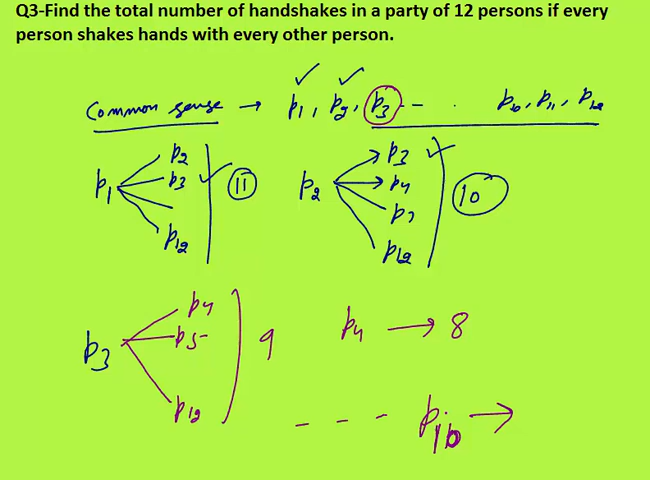 Q3-Find the total number of handshakes in a party of 12 persons if every
person shakes hands with every other person.
Common sense → p1, p2, p3 -- . p10, p11, p12
p1
p2
p3
p12
11
p2
p3
p4
p12
10
p3
p4
p5
p12
9
p4 → 8
--- p10 →